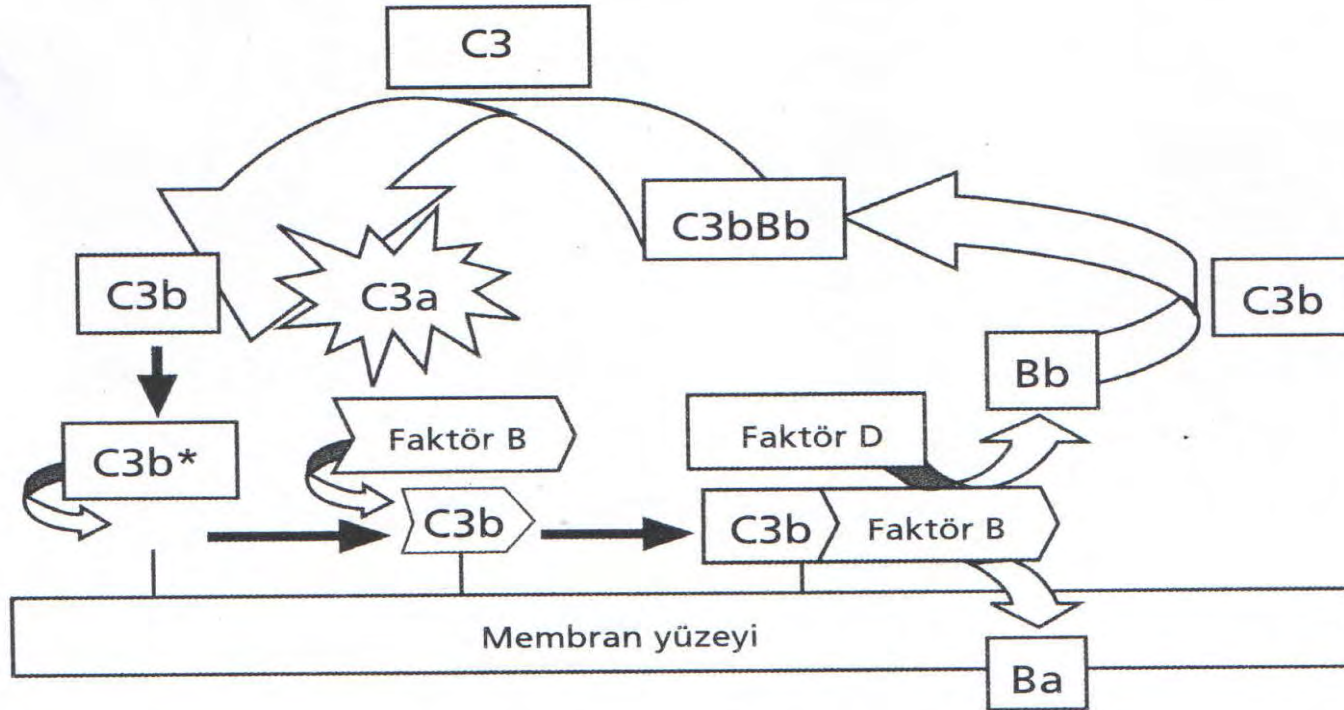 C3
C3bBb
C3b
C3a
C3b
Bb
C3b*
Faktör B
Faktör D
C3b
C3b
Faktör B
Membran yüzeyi
Ba